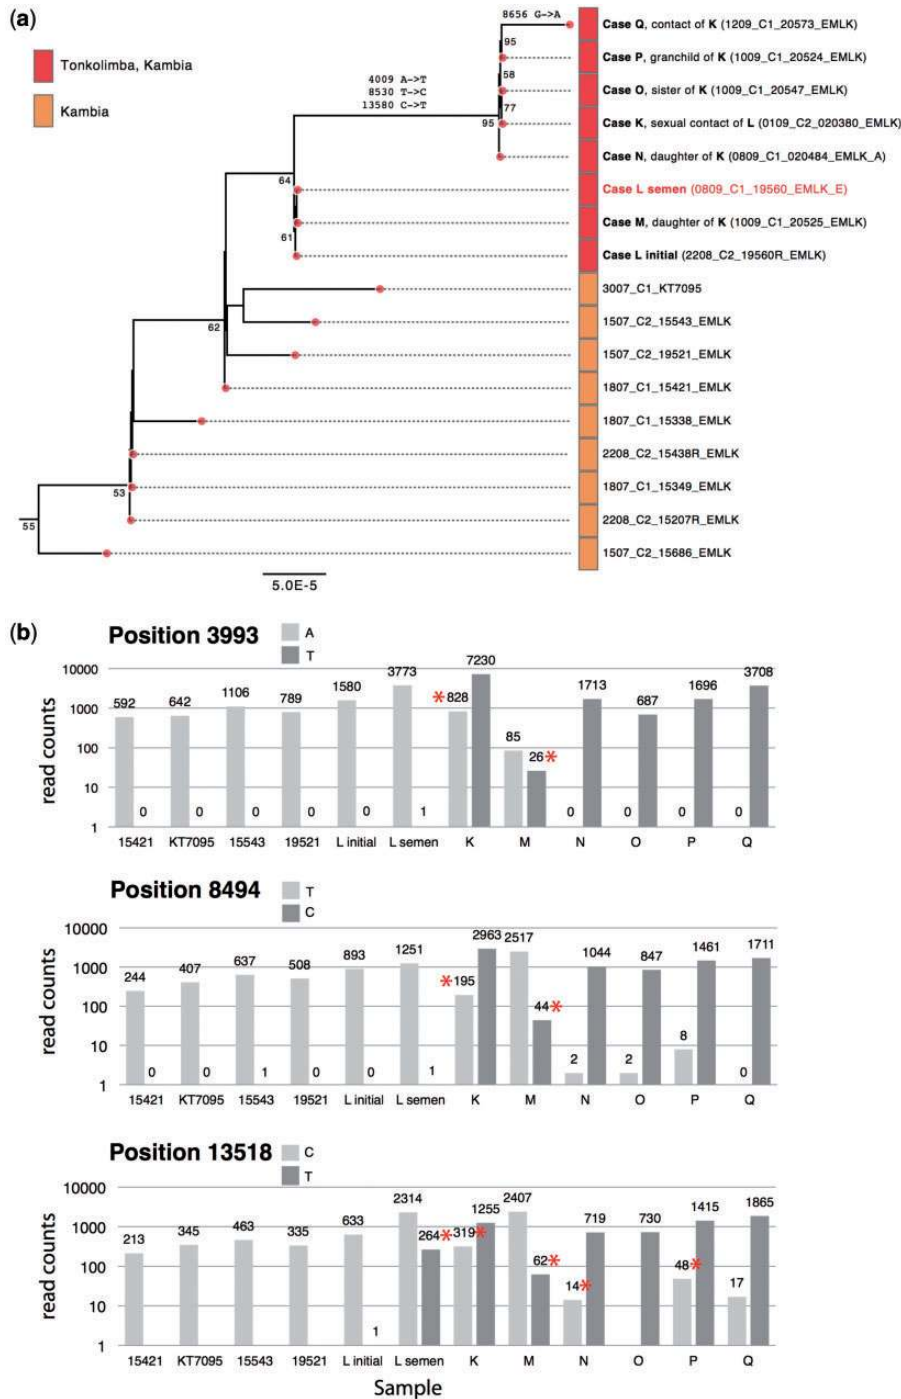 (a)
Tonkolimba, Kambia
Kambia
8656 G->A
4009 A->T
8530 T->C
13580 C->T
95
58
77
95
64
61
62
53
55
Case Q, contact of K (1209_C1_20573_EMLK)
Case P, granchild of K (1009_C1_20524_EMLK)
Case O, sister of K (1009_C1_20547_EMLK)
Case K, sexual contact of L (0109_C2_020380_EMLK)
Case N, daughter of K (0809_C1_020484_EMLK_A)
Case L semen (0809_C1_19560_EMLK_E)
Case M, daughter of K (1009_C1_20525_EMLK)
Case L initial (2208_C2_19560R_EMLK)
3007_C1_KT7095
1507_C2_15543_EMLK
1507_C2_19521_EMLK
1807_C1_15421_EMLK
1807_C1_15338_EMLK
2208_C2_15438R_EMLK
1807_C1_15349_EMLK
2208_C2_15207R_EMLK
1507_C2_15686_EMLK
5.0E-5
(b)
Position 3993
A
T
read counts
10000
1000
100
10
1
592 0 642 0 1106 0 789 0 1580 0 3773 1 *828 7230 85 26* 0 1713 0 687 0 1696 0 3708
15421 KT7095 15543 19521 L initial L semen K M N O P Q
Position 8494
T
C
read counts
10000
1000
100
10
1
244 0 407 0 637 1 508 0 893 0 1251 1 *195 2963 2517 44* 2 1044 2 847 8 1461 0 1711
15421 KT7095 15543 19521 L initial L semen K M N O P Q
Position 13518
C
T
read counts
10000
1000
100
10
1
213 345 463 335 633 1 2314 264* 319* 1255 2407 62* 14* 719 730 48* 1415 17 1865
15421 KT7095 15543 19521 L initial L semen K M N O P Q
Sample